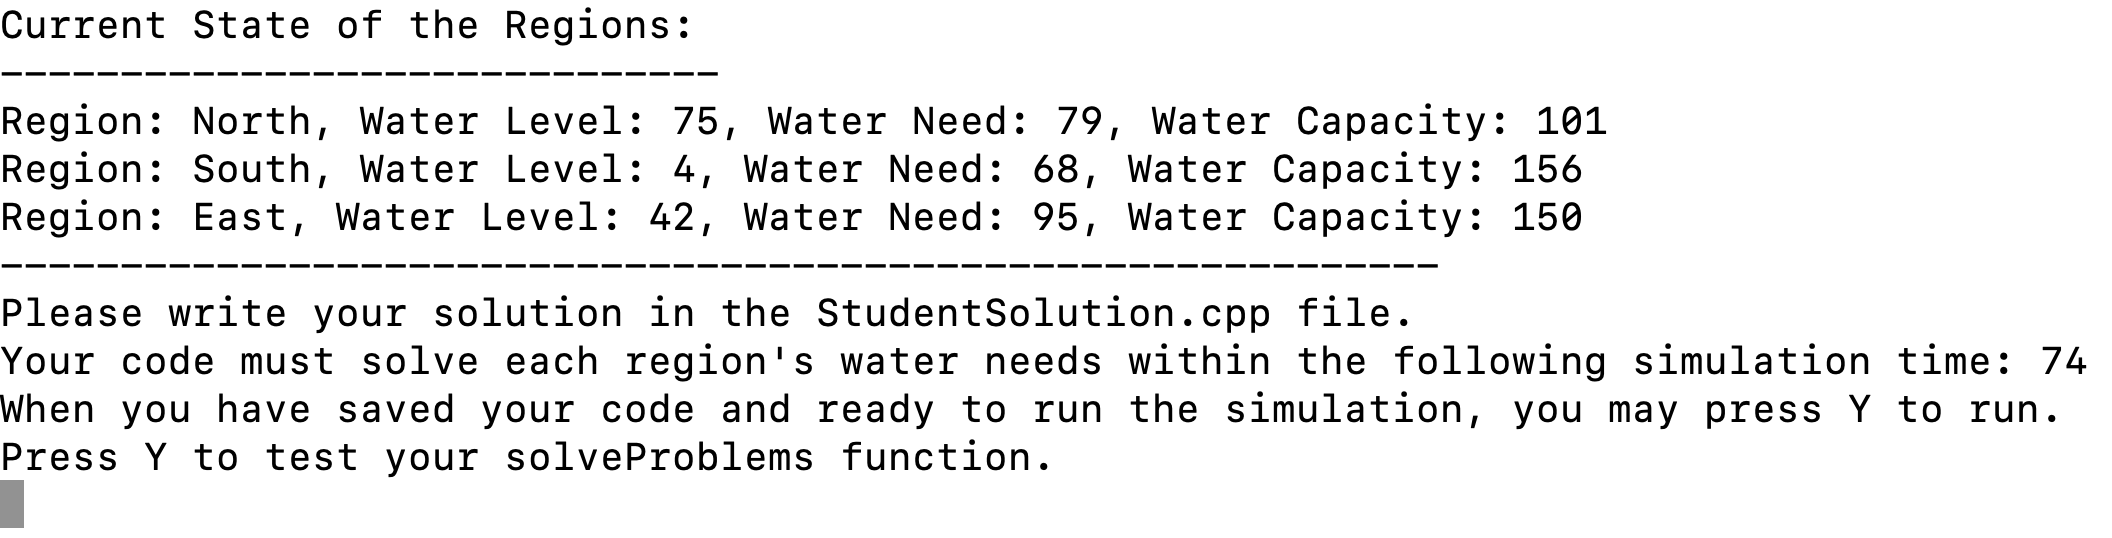 Current State of the Regions:
------------------------------
Region: North, Water Level: 75, Water Need: 79, Water Capacity: 101
Region: South, Water Level: 4, Water Need: 68, Water Capacity: 156
Region: East, Water Level: 42, Water Need: 95, Water Capacity: 150
------------------------------------------------------------
Please write your solution in the StudentSolution.cpp file.
Your code must solve each region's water needs within the following simulation time: 74
When you have saved your code and ready to run the simulation, you may press Y to run.
Press Y to test your solveProblems function.